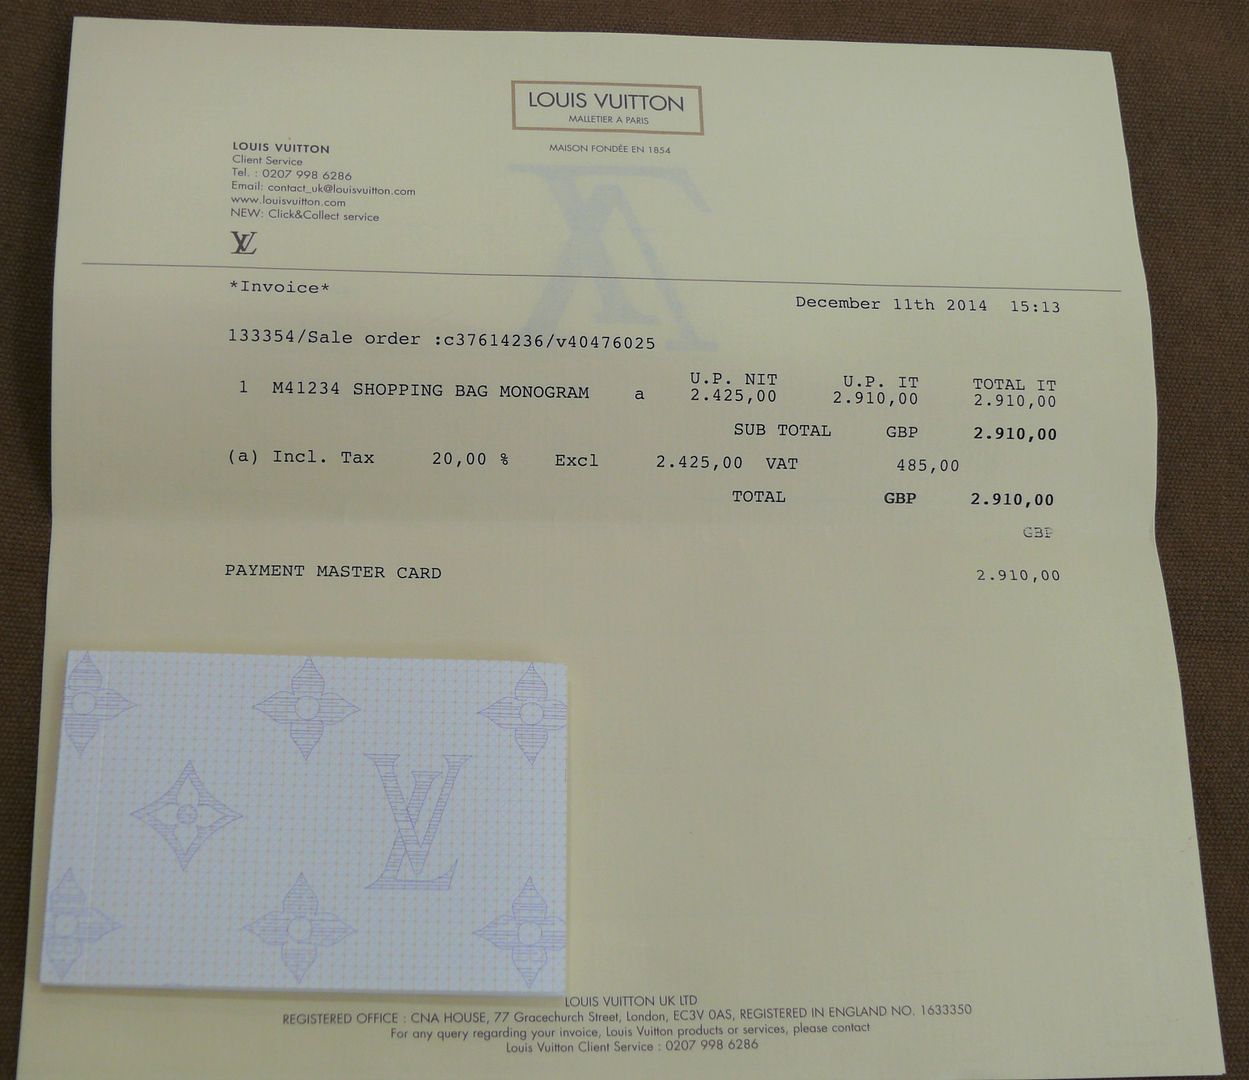 LOUIS VUITTON
MALLETIER A PARIS
MAISON FONDÉE EN 1854
LOUIS VUITTON
Client Service
Tel. : 0207 998 6286
Email: contact_uk@louisvuitton.com
www.louisvuitton.com
NEW: Click&Collect service
LV
*Invoice*
December 11th 2014 15:13
133354/Sale order :c37614236/v40476025
U.P. NIT U.P. IT TOTAL IT
1 M41234 SHOPPING BAG MONOGRAM a 2.425,00 2.910,00 2.910,00
SUB TOTAL GBP 2.910,00
(a) Incl. Tax 20,00 % Excl 2.425,00 VAT 485,00
TOTAL GBP 2.910,00
GBP
PAYMENT MASTER CARD 2.910,00
LV
LOUIS VUITTON UK LTD
REGISTERED OFFICE : CNA HOUSE, 77 Gracechurch Street, London, EC3V 0AS, REGISTERED IN ENGLAND NO. 1633350
For any query regarding your invoice, Louis Vuitton products or services, please contact
Louis Vuitton Client Service : 0207 998 6286